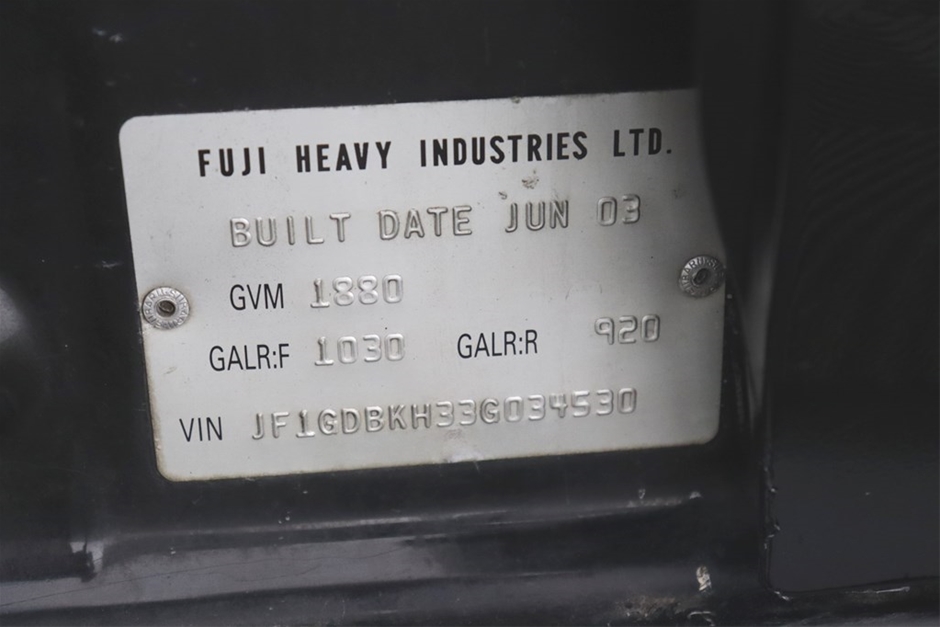 FUJI HEAVY INDUSTRIES LTD.
BUILT DATE JUN 03
GVM 1880
GALR:F 1030 GALR:R 920
VIN JF1GDBKH33G034530